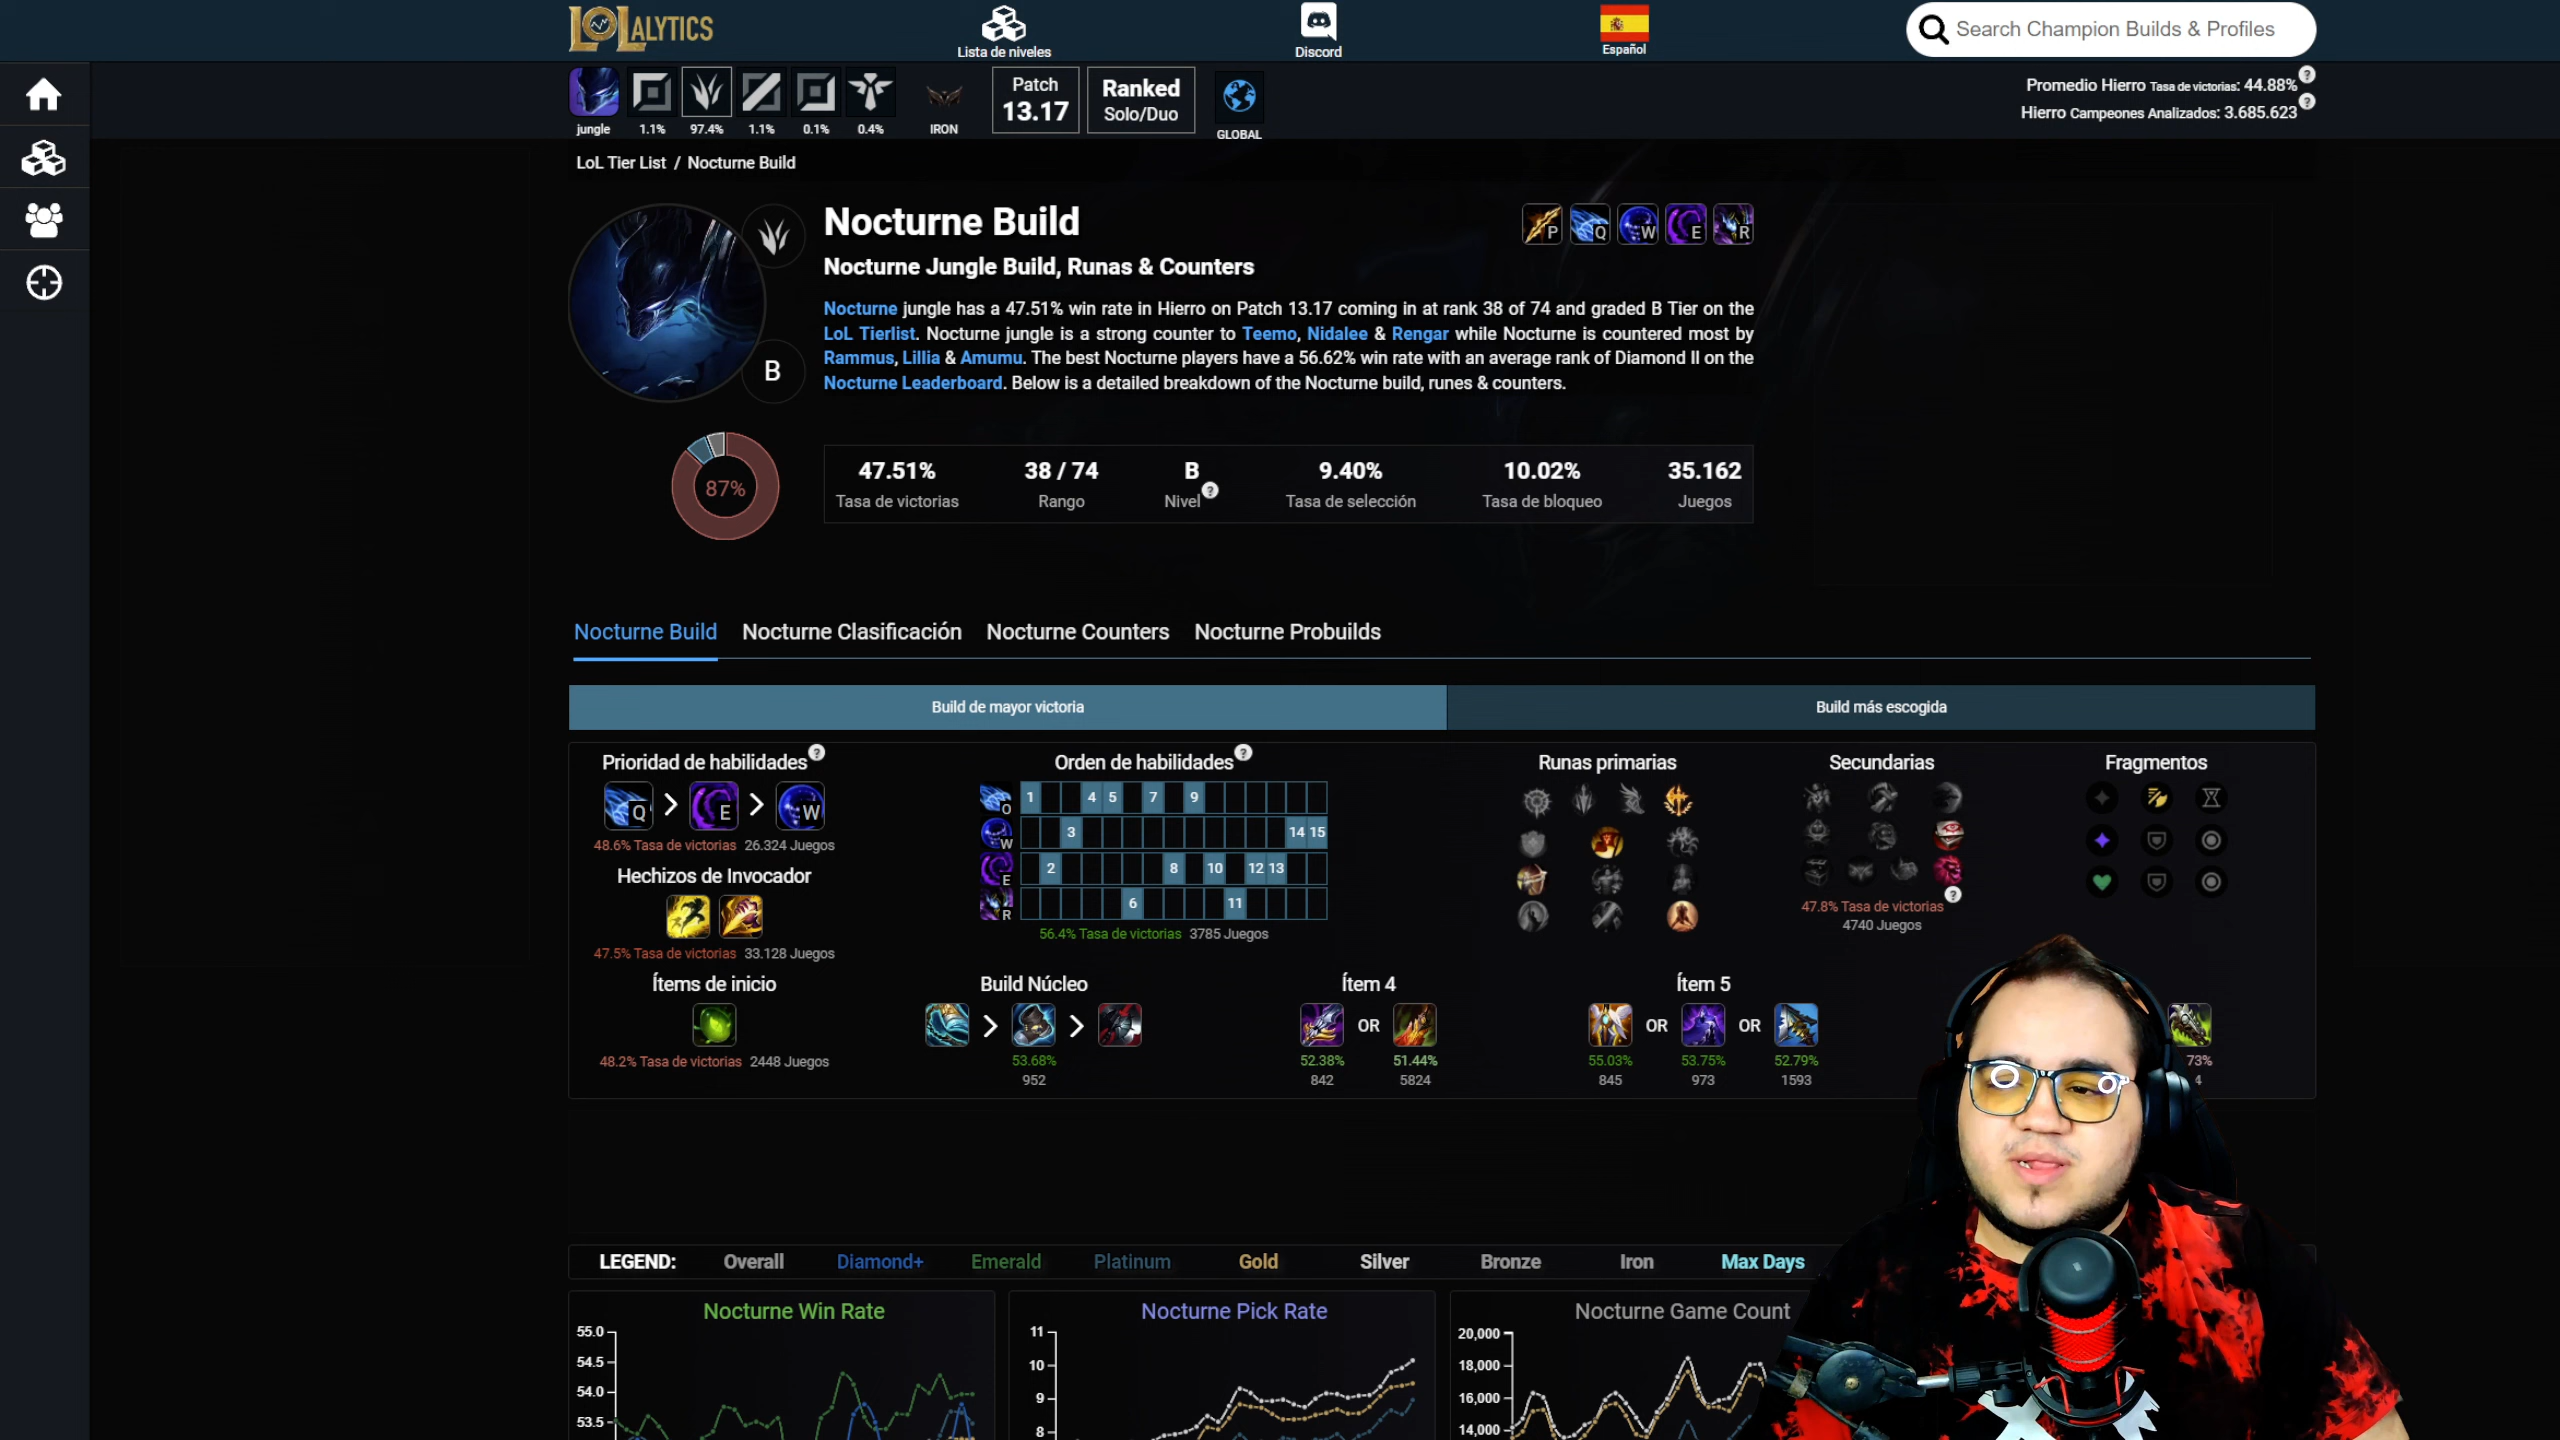 LOLALYTICS
Lista de niveles
Discord
Español
Search Champion Builds & Profiles
jungle
1.1%
97.4%
1.1%
0.1%
0.4%
IRON
Patch
13.17
Ranked
Solo/Duo
GLOBAL
Promedio Hierro Tasa de victorias: 44.88% ?
Hierro Campeones Analizados: 3.685.623 ?
LoL Tier List / Nocturne Build
Nocturne Build
P Q W E R
Nocturne Jungle Build, Runas & Counters
Nocturne jungle has a 47.51% win rate in Hierro on Patch 13.17 coming in at rank 38 of 74 and graded B Tier on the
LoL Tierlist. Nocturne jungle is a strong counter to Teemo, Nidalee & Rengar while Nocturne is countered most by
Rammus, Lillia & Amumu. The best Nocturne players have a 56.62% win rate with an average rank of Diamond II on the
Nocturne Leaderboard. Below is a detailed breakdown of the Nocturne build, runes & counters.
B
87%
47.51% 38 / 74 B 9.40% 10.02% 35.162
Tasa de victorias Rango Nivel ? Tasa de selección Tasa de bloqueo Juegos
Nocturne Build Nocturne Clasificación Nocturne Counters Nocturne Probuilds
Build de mayor victoria Build más escogida
Prioridad de habilidades ?
Q E W
48.6% Tasa de victorias 26.324 Juegos
Hechizos de Invocador
47.5% Tasa de victorias 33.128 Juegos
Orden de habilidades ?
Q 1 4 5 7 9
W 3 14 15
E 2 8 10 12 13
R 6 11
56.4% Tasa de victorias 3785 Juegos
Runas primarias
Secundarias
47.8% Tasa de victorias ?
4740 Juegos
Fragmentos
Ítems de inicio
48.2% Tasa de victorias 2448 Juegos
Build Núcleo
53.68%
952
Ítem 4
OR
52.38% 51.44%
842 5824
Ítem 5
OR OR
55.03% 53.75% 52.79%
845 973 1593
73%
4
LEGEND: Overall Diamond+ Emerald Platinum Gold Silver Bronze Iron Max Days
Nocturne Win Rate
55.0
54.5
54.0
53.5
Nocturne Pick Rate
11
10
9
8
Nocturne Game Count
20,000
18,000
16,000
14,000